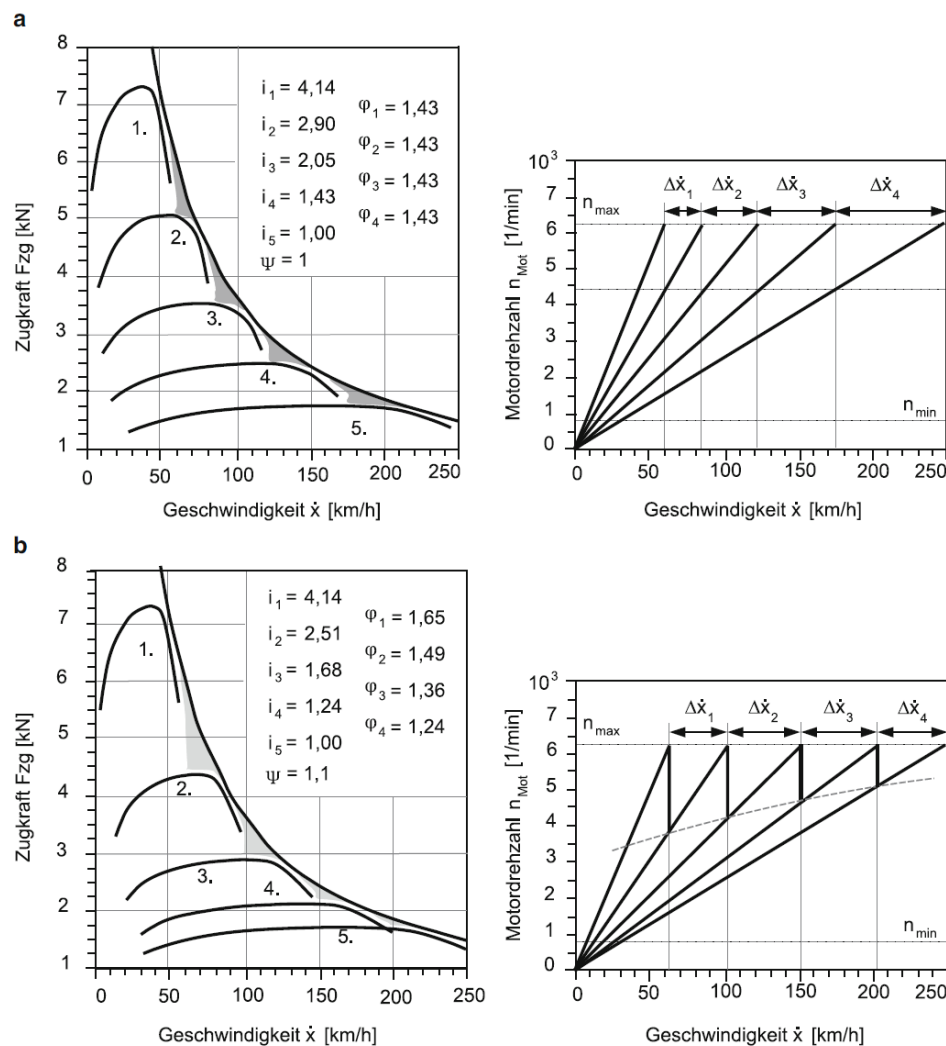 a
Zugkraft Fzg [kN]
8
7
6
5
4
3
2
1
1.
2.
3.
4.
5.
i1 = 4,14
i2 = 2,90
i3 = 2,05
i4 = 1,43
i5 = 1,00
Ψ = 1
φ1 = 1,43
φ2 = 1,43
φ3 = 1,43
φ4 = 1,43
0 50 100 150 200 250
Geschwindigkeit ẋ [km/h]
Motordrehzahl nMot [1/min]
10³
nmax
7
6
5
4
3
2
1
0
Δẋ1 Δẋ2 Δẋ3 Δẋ4
nmin
0 50 100 150 200 250
Geschwindigkeit ẋ [km/h]
b
Zugkraft Fzg [kN]
8
7
6
5
4
3
2
1
1.
2.
3.
4.
5.
i1 = 4,14
i2 = 2,51
i3 = 1,68
i4 = 1,24
i5 = 1,00
Ψ = 1,1
φ1 = 1,65
φ2 = 1,49
φ3 = 1,36
φ4 = 1,24
0 50 100 150 200 250
Geschwindigkeit ẋ [km/h]
Motordrehzahl nMot [1/min]
10³
nmax
7
6
5
4
3
2
1
0
Δẋ1 Δẋ2 Δẋ3 Δẋ4
nmin
0 50 100 150 200 250
Geschwindigkeit ẋ [km/h]